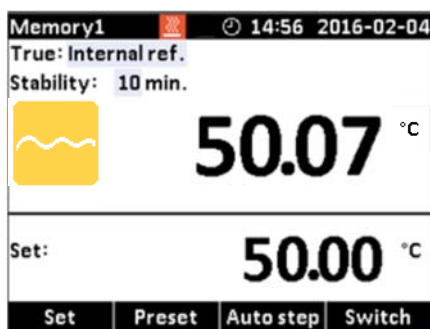 Memory1 14:56 2016-02-04
True: Internal ref.
Stability: 10 min.
50.07 °C
Set: 50.00 °C
Set Preset Auto step Switch